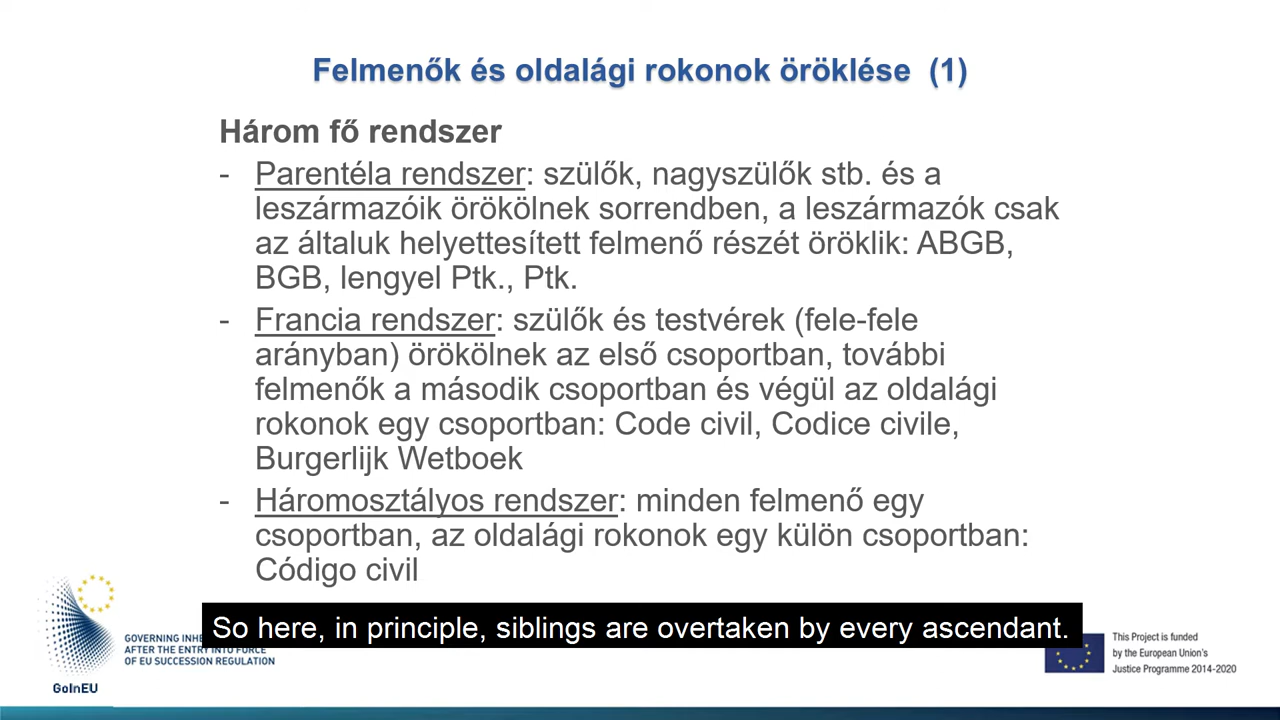 Felmenők és oldalági rokonok öröklése (1)
Három fő rendszer
- Parentéla rendszer: szülők, nagyszülők stb. és a
leszármazóik örökölnek sorrendben, a leszármazók csak
az általuk helyettesített felmenő részét öröklik: ABGB,
BGB, lengyel Ptk., Ptk.
- Francia rendszer: szülők és testvérek (fele-fele
arányban) örökölnek az első csoportban, további
felmenők a második csoportban és végül az oldalági
rokonok egy csoportban: Code civil, Codice civile,
Burgerlijk Wetboek
- Háromosztályos rendszer: minden felmenő egy
csoportban, az oldalági rokonok egy külön csoportban:
Código civil
So here, in principle, siblings are overtaken by every ascendant.
GOVERNING INHE
AFTER THE ENTRY INTO FORCE
OF EU SUCCESSION REGULATION
GoInEU
This Project is funded
by the European Union's
Justice Programme 2014-2020